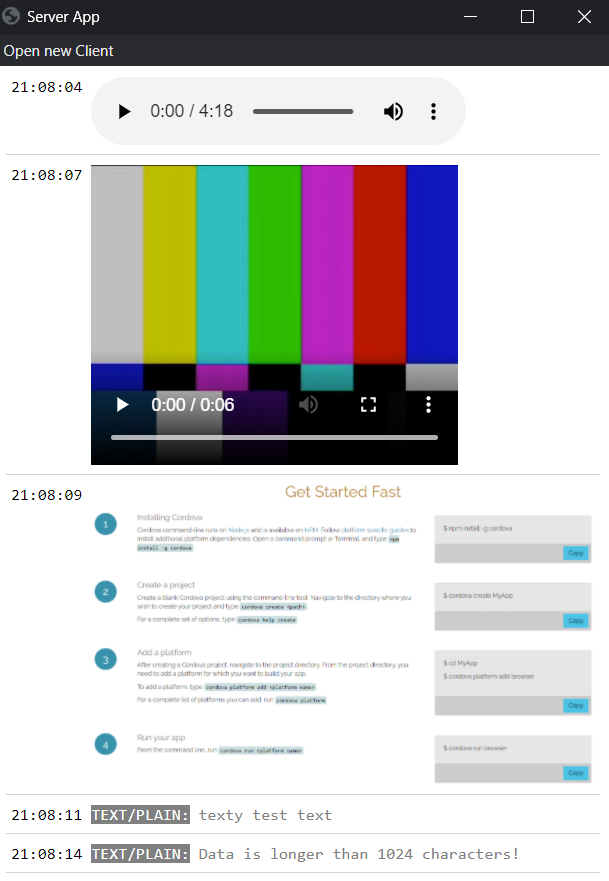 Server App
Open new Client
21:08:04
0:00 / 4:18
21:08:07
0:00 / 0:06
21:08:09
Get Started Fast
1
Installing Cordova
Cordova command-line runs on Node.js and is available on NPM. Follow platform specific guides to
install additional platform dependencies. Open a command prompt or Terminal, and type npm
install -g cordova.
$ npm install -g cordova
Copy
2
Create a project
Create a blank Cordova project using the command-line tool. Navigate to the directory where you
wish to create your project and type cordova create <path>.
For a complete set of options, type cordova help create.
$ cordova create MyApp
Copy
3
Add a platform
After creating a Cordova project, navigate to the project directory. From the project directory, you
need to add a platform for which you want to build your app.
To add a platform, type cordova platform add <platform name>.
For a complete list of platforms you can add, run cordova platform.
$ cd MyApp
$ cordova platform add browser
Copy
4
Run your app
From the command line, run cordova run <platform name>.
$ cordova run browser
Copy
21:08:11 TEXT/PLAIN: texty test text
21:08:14 TEXT/PLAIN: Data is longer than 1024 characters!